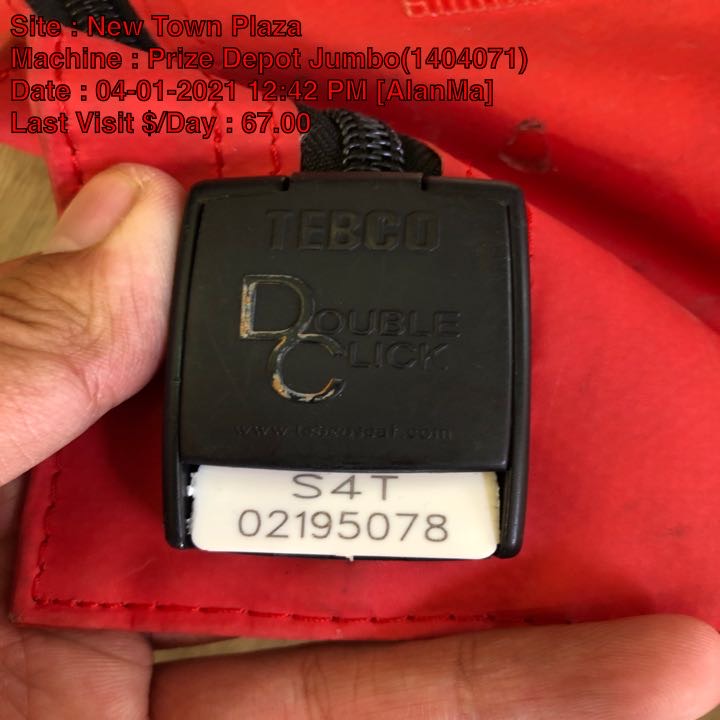 Site : New Town Plaza
Machine : Prize Depot Jumbo(1404071)
Date : 04-01-2021 12:42 PM [AlanMa]
Last Visit $/Day : 67.00
TEBCO
DOUBLE
CLICK
S4T
02195078